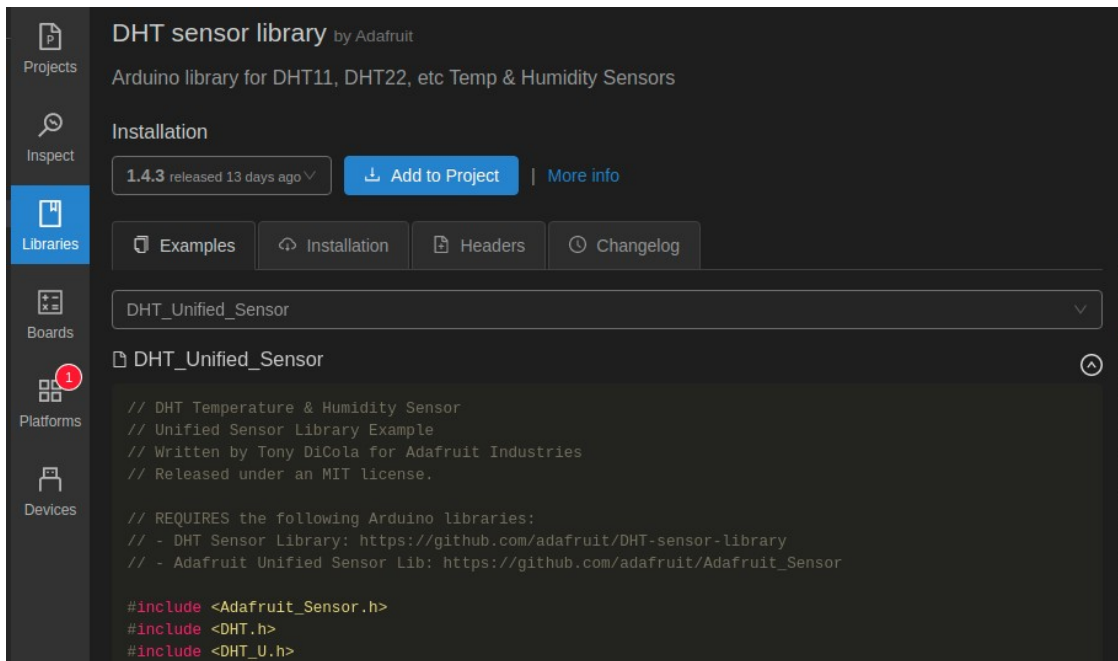 Projects
Inspect
Libraries
Boards
1
Platforms
Devices
DHT sensor library by Adafruit
Arduino library for DHT11, DHT22, etc Temp & Humidity Sensors
Installation
1.4.3 released 13 days ago
Add to Project | More info
Examples Installation Headers Changelog
DHT_Unified_Sensor
DHT_Unified_Sensor
// DHT Temperature & Humidity Sensor
// Unified Sensor Library Example
// Written by Tony DiCola for Adafruit Industries
// Released under an MIT license.
// REQUIRES the following Arduino libraries:
// - DHT Sensor Library: https://github.com/adafruit/DHT-sensor-library
// - Adafruit Unified Sensor Lib: https://github.com/adafruit/Adafruit_Sensor
#include <Adafruit_Sensor.h>
#include <DHT.h>
#include <DHT_U.h>